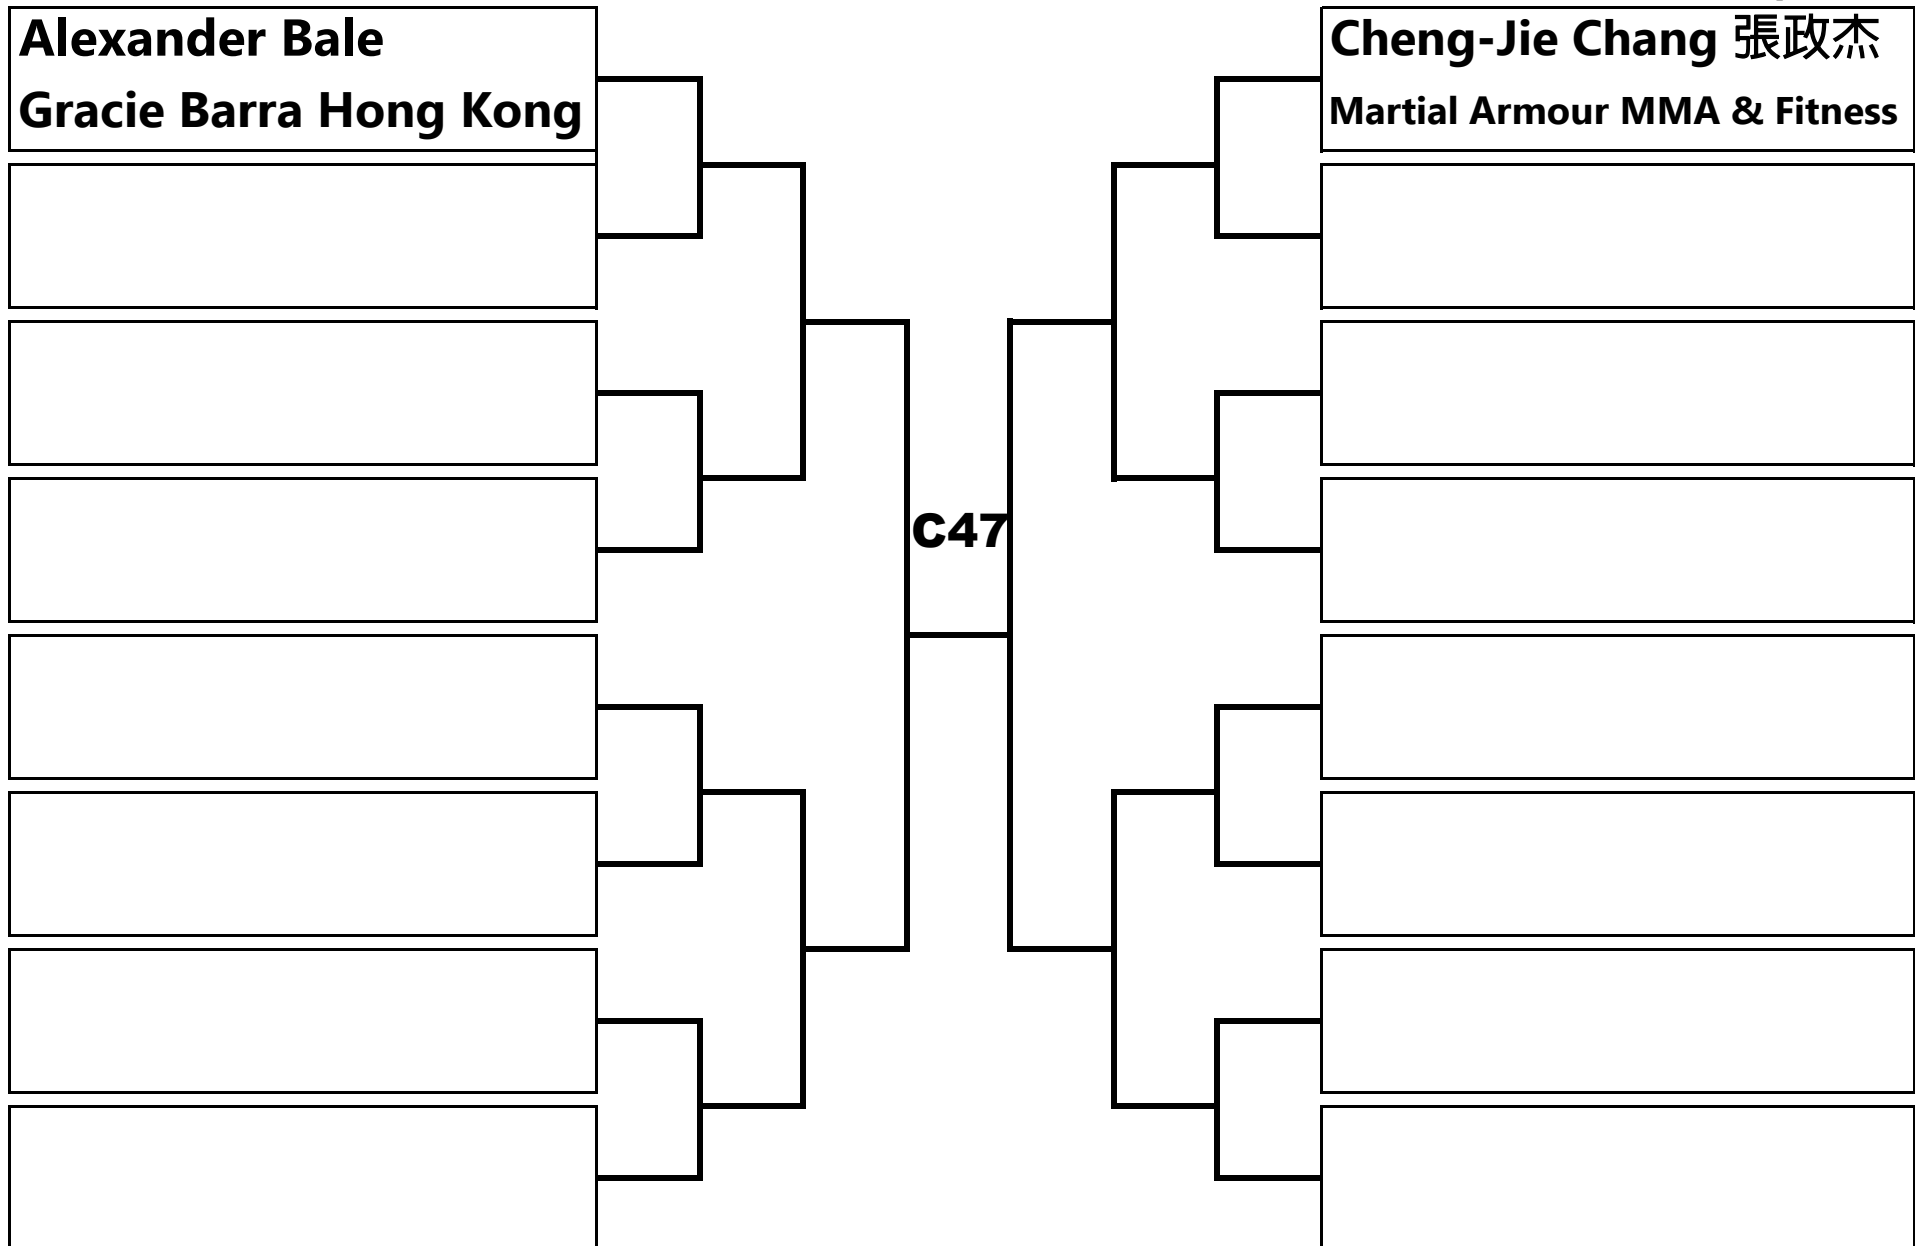 Alexander Bale
Gracie Barra Hong Kong
Cheng-Jie Chang 張政杰
Martial Armour MMA & Fitness
C47